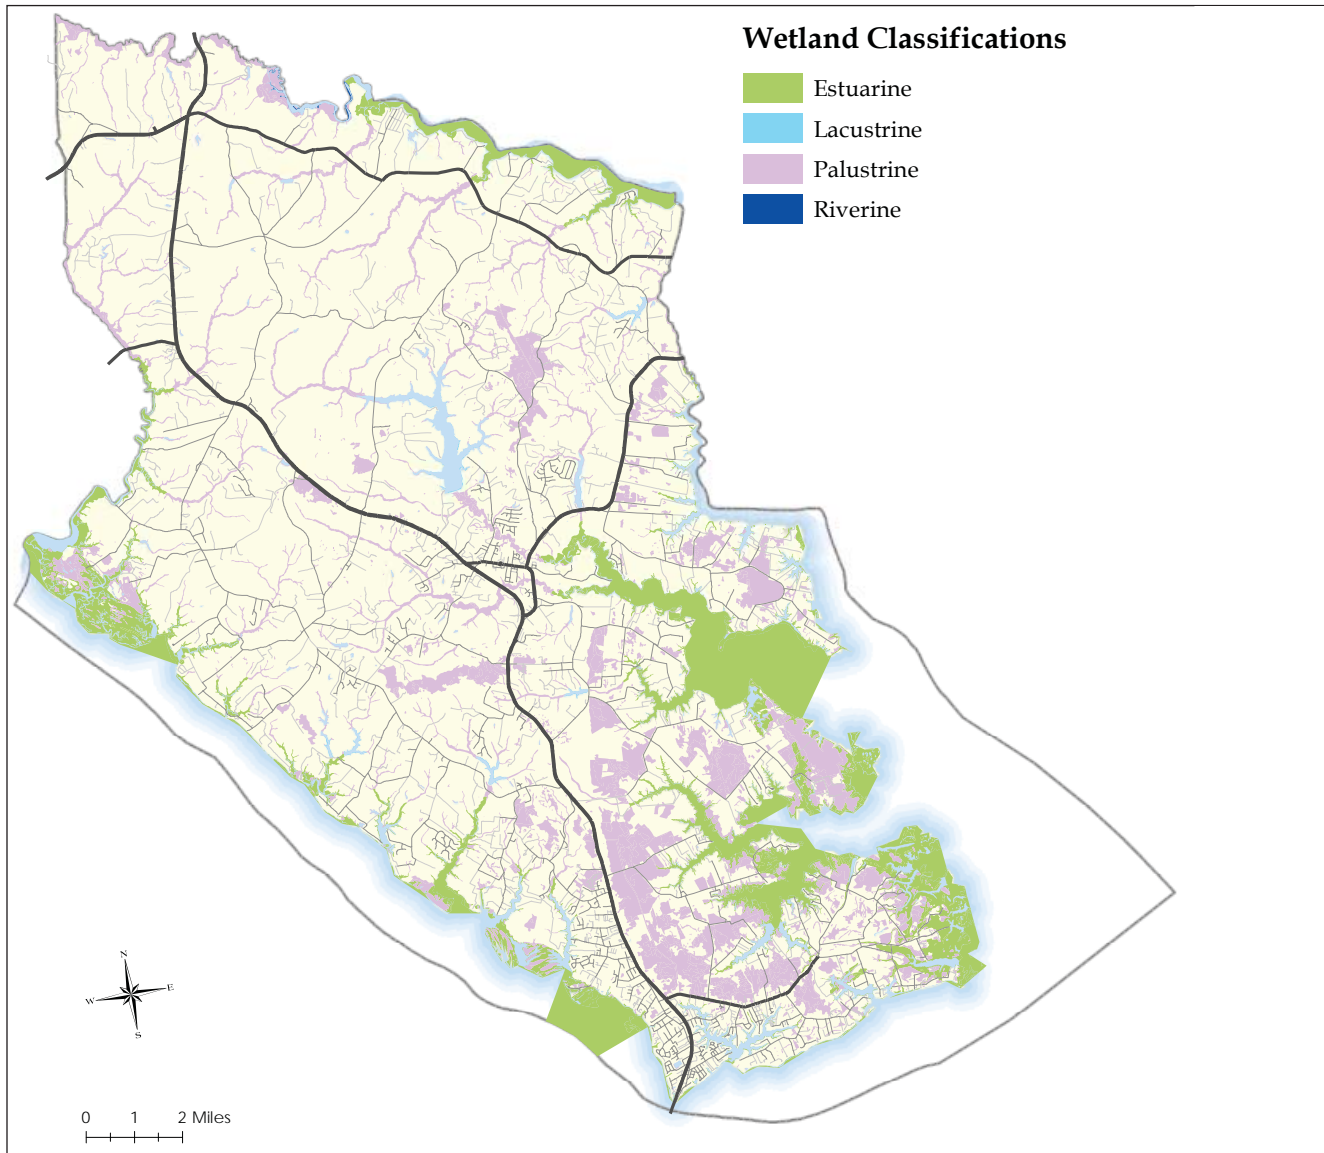 Wetland Classifications
Estuarine
Lacustrine
Palustrine
Riverine
N
W E
S
0 1 2 Miles